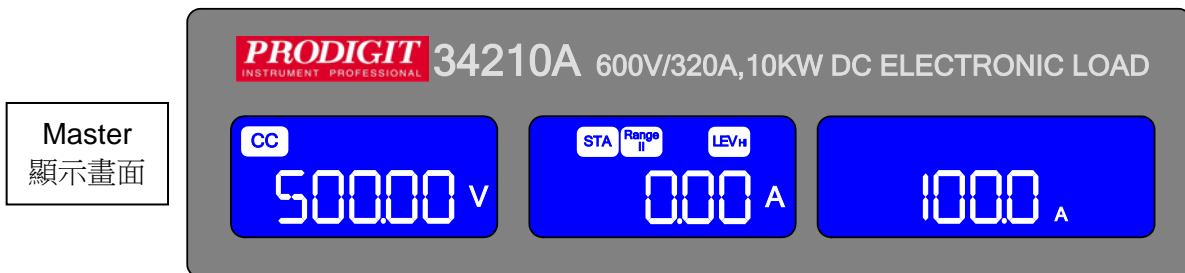 PRODIGIT
INSTRUMENT PROFESSIONAL
34210A 600V/320A,10KW DC ELECTRONIC LOAD
Master
顯示畫面
CC
500.00 V
STA Range II LEV HI
0.00 A
100.0 A